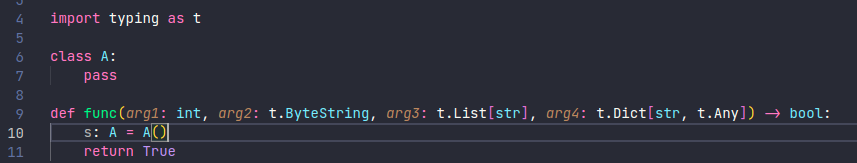 4 import typing as t
5
6 class A:
7     pass
8
9 def func(arg1: int, arg2: t.ByteString, arg3: t.List[str], arg4: t.Dict[str, t.Any]) -> bool:
10     s: A = A()
11     return True